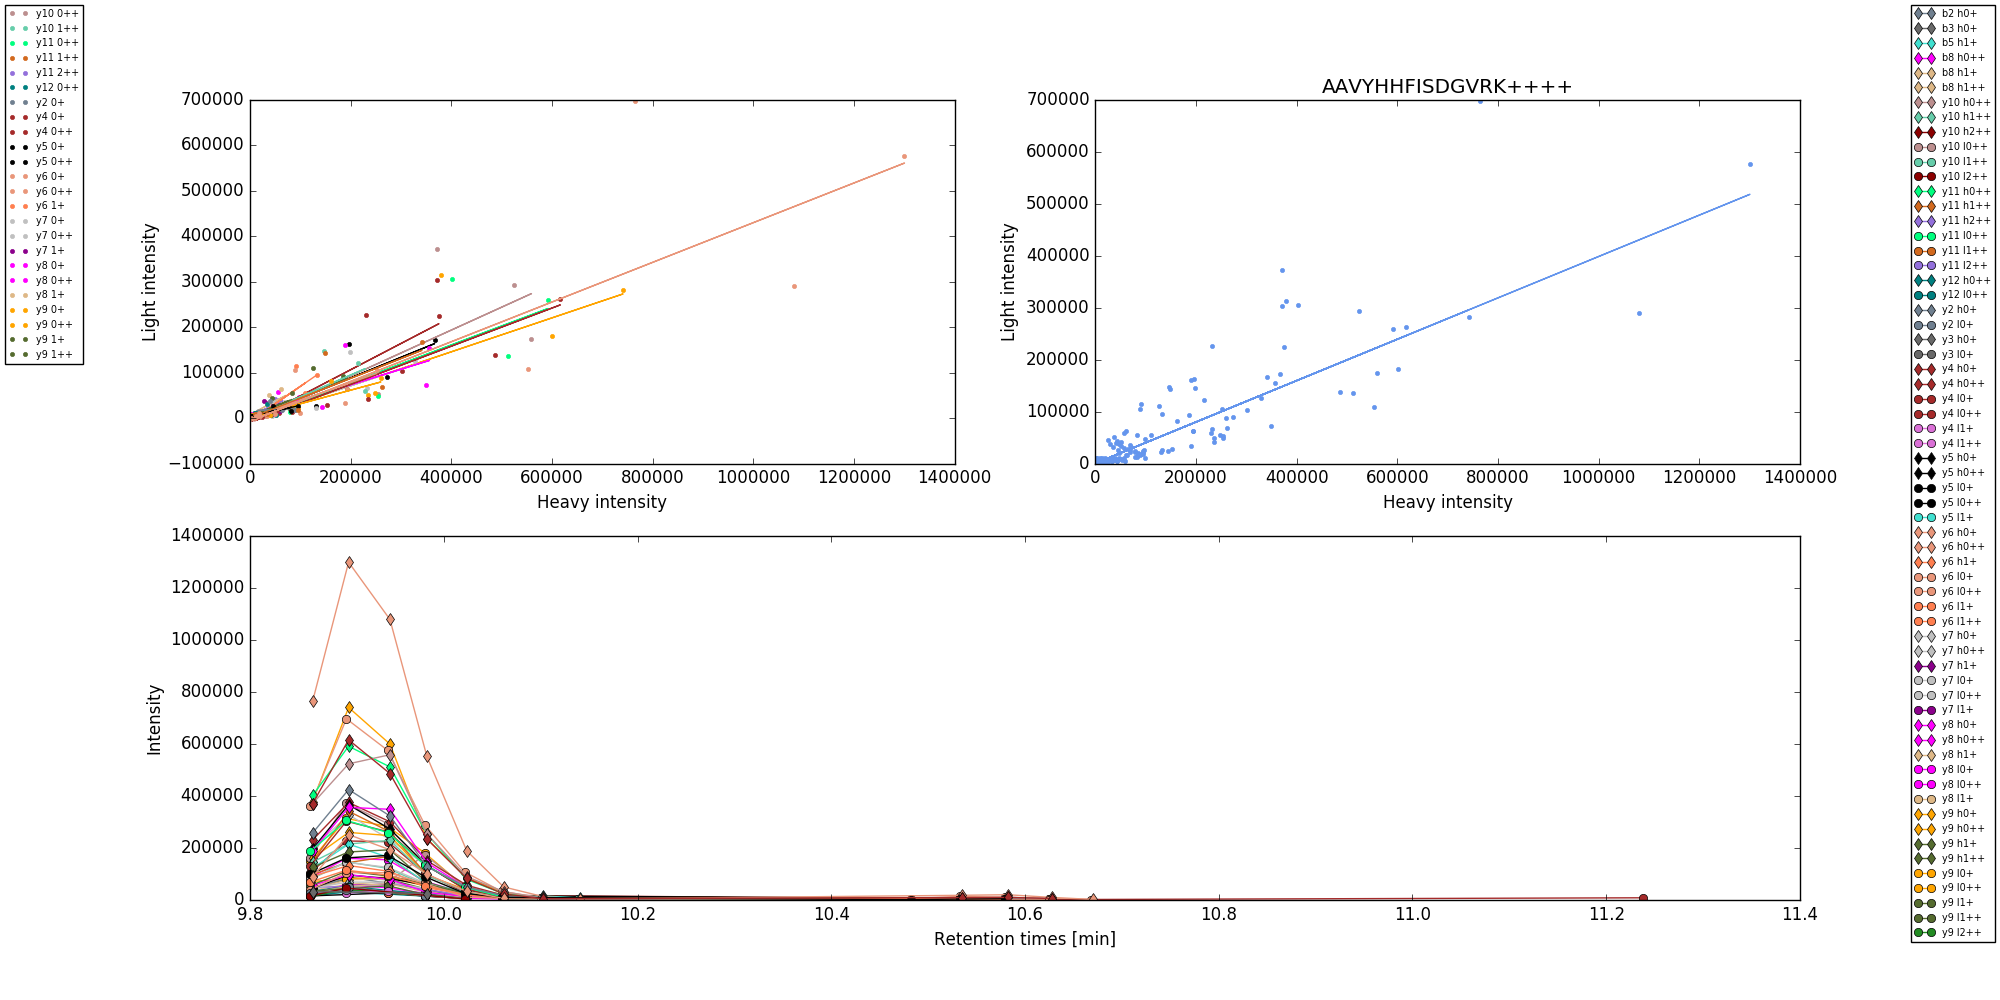 y10 0++
y10 1++
y11 0++
y11 1++
y11 2++
y12 0++
y2 0+
y4 0+
y4 0++
y5 0+
y5 0++
y6 0+
y6 0++
y6 1+
y7 0+
y7 0++
y7 1+
y8 0+
y8 0++
y8 1+
y9 0+
y9 0++
y9 1+
y9 1++
700000
600000
500000
400000
300000
200000
100000
0
−100000
Light intensity
0 200000 400000 600000 800000 1000000 1200000 1400000
Heavy intensity
AAVYHHFISDGVRK++++
700000
600000
500000
400000
300000
200000
100000
0
Light intensity
0 200000 400000 600000 800000 1000000 1200000 1400000
Heavy intensity
1400000
1200000
1000000
800000
600000
400000
200000
0
Intensity
9.8 10.0 10.2 10.4 10.6 10.8 11.0 11.2 11.4
Retention times [min]
b2 h0+
b3 h0+
b5 h1+
b8 h0++
b8 h1+
b8 h1++
y10 h0++
y10 h1++
y10 h2++
y10 l0++
y10 l1++
y10 l2++
y11 h0++
y11 h1++
y11 h2++
y11 l0++
y11 l1++
y11 l2++
y12 h0++
y12 l0++
y2 h0+
y2 l0+
y3 h0+
y3 l0+
y4 h0+
y4 h0++
y4 l0+
y4 l0++
y4 l1+
y4 l1++
y5 h0+
y5 h0++
y5 l0+
y5 l0++
y5 l1+
y6 h0+
y6 h0++
y6 h1+
y6 l0+
y6 l0++
y6 l1+
y6 l1++
y7 h0+
y7 h0++
y7 h1+
y7 l0+
y7 l0++
y7 l1+
y8 h0+
y8 h0++
y8 h1+
y8 l0+
y8 l0++
y8 l1+
y9 h0+
y9 h0++
y9 h1+
y9 h1++
y9 l0+
y9 l0++
y9 l1+
y9 l1++
y9 l2++